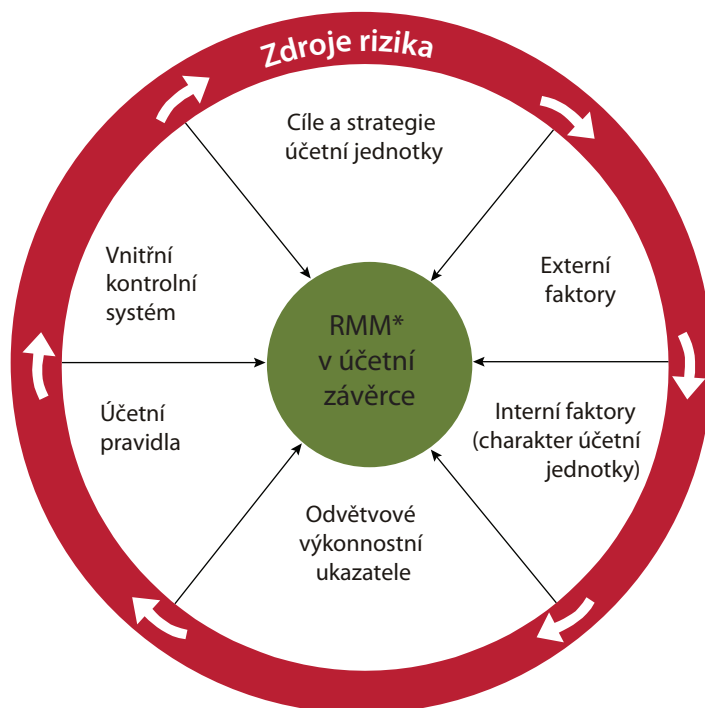 Zdroje rizika
Cíle a strategie
účetní jednotky
Externí
faktory
Interní faktory
(charakter účetní
jednotky)
Odvětvové
výkonnostní
ukazatele
Účetní
pravidla
Vnitřní
kontrolní
systém
RMM*
v účetní
závěrce